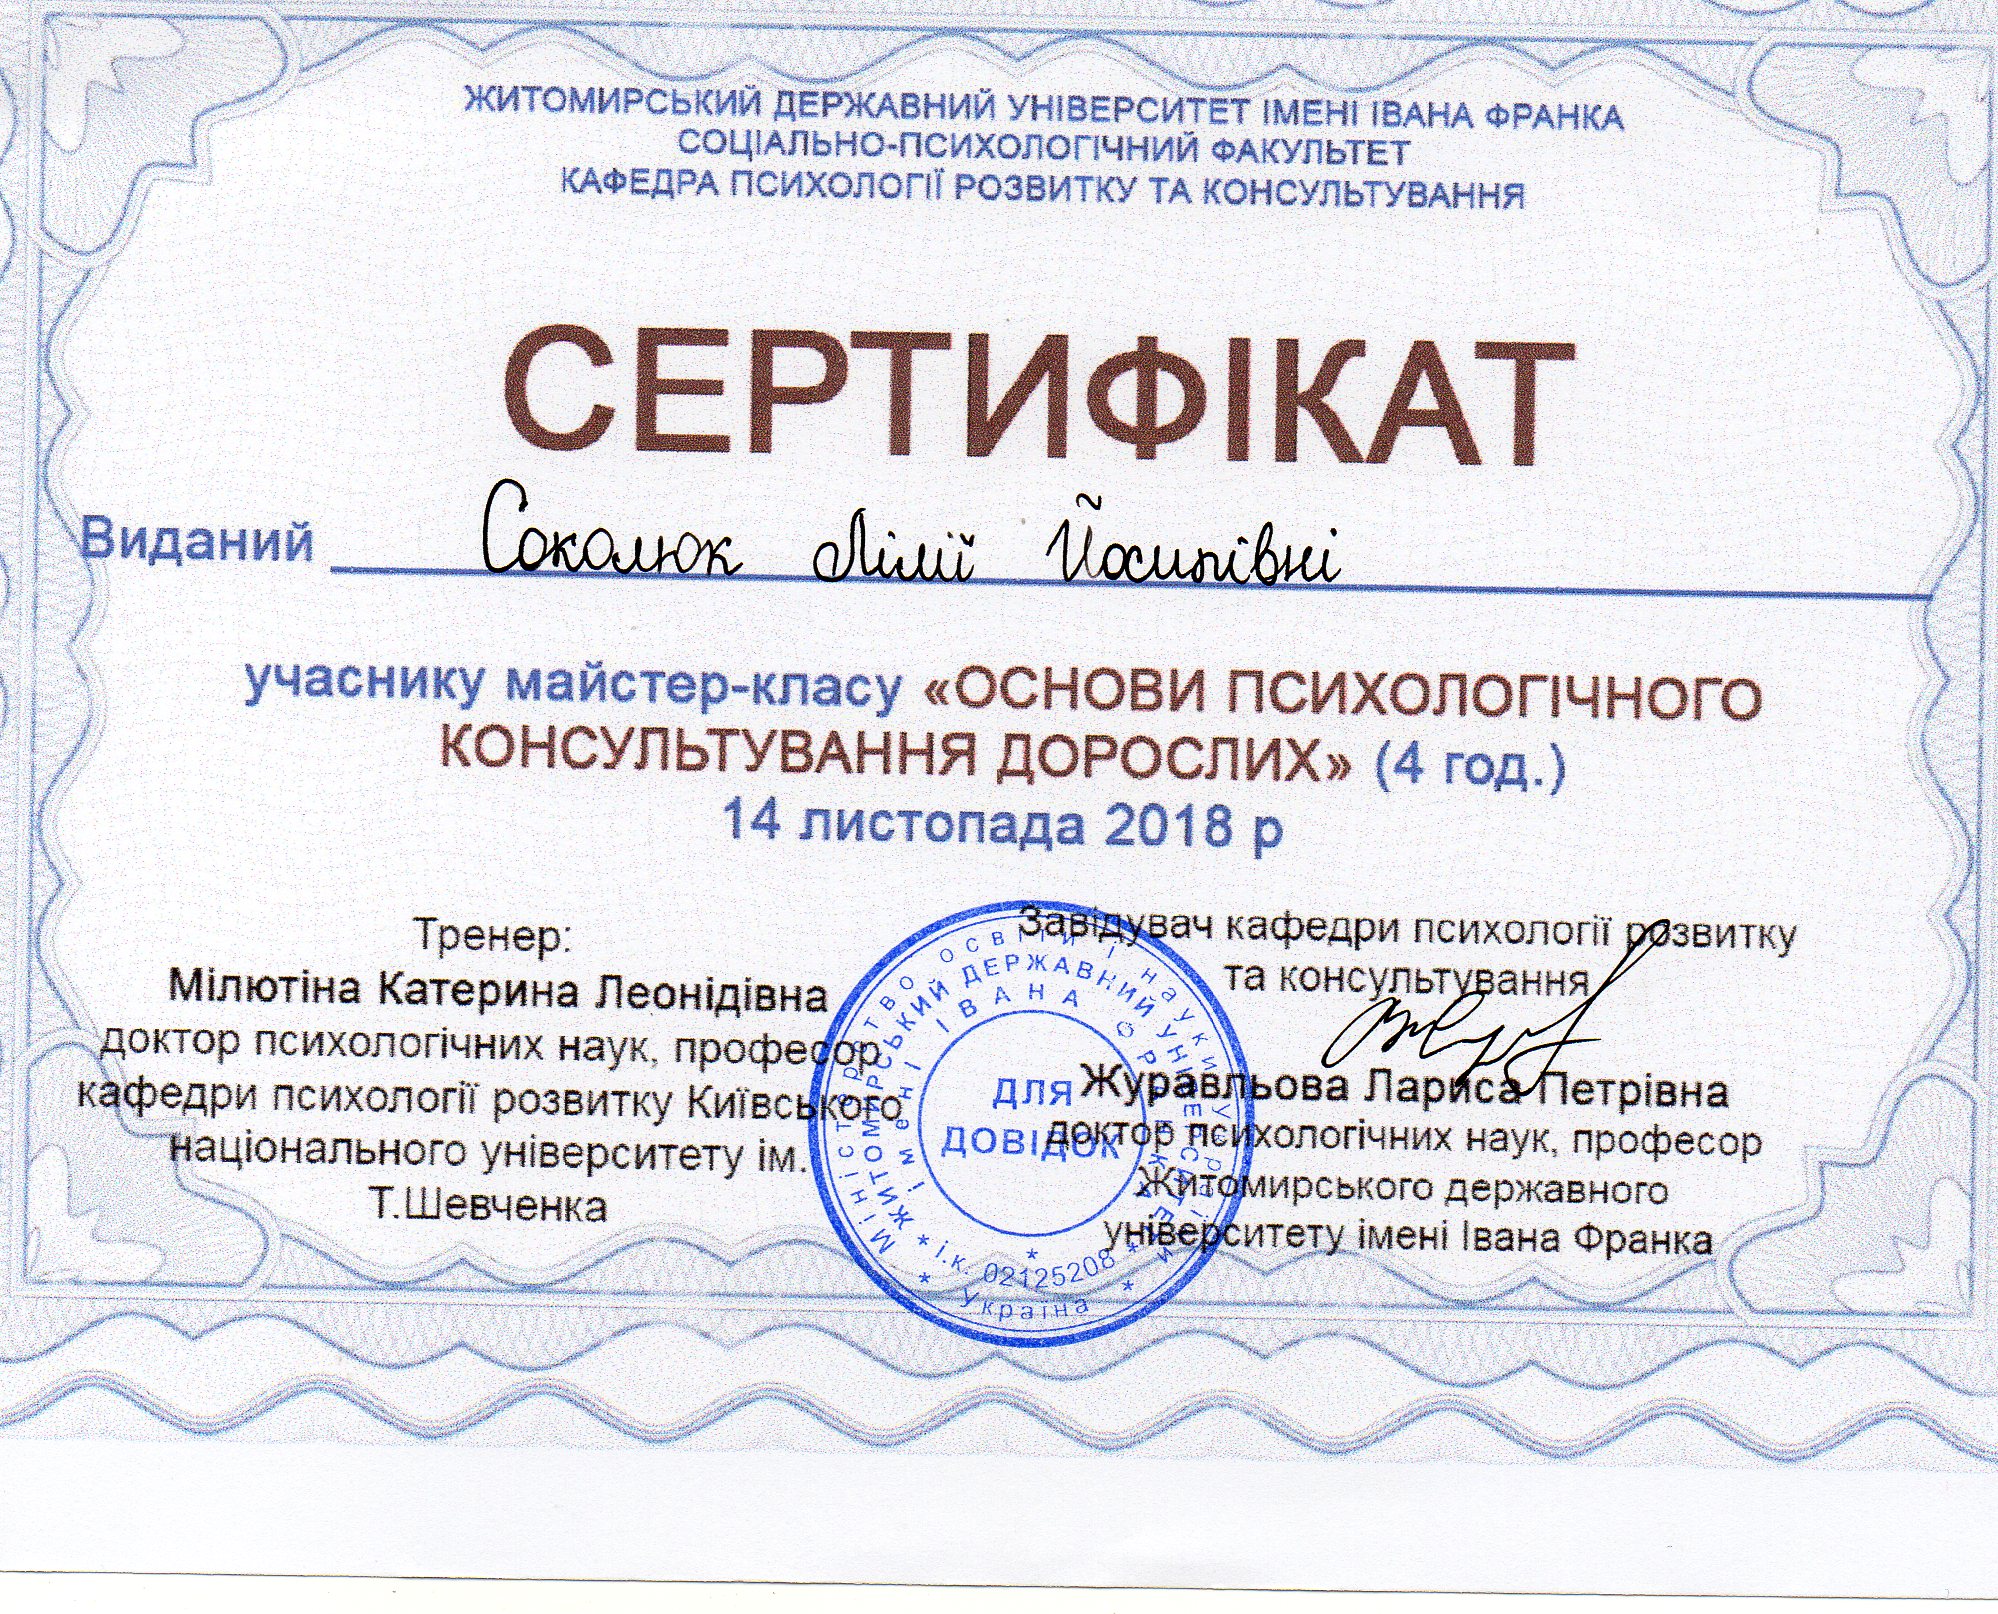 ЖИТОМИРСЬКИЙ ДЕРЖАВНИЙ УНІВЕРСИТЕТ ІМЕНІ ІВАНА ФРАНКА
СОЦІАЛЬНО-ПСИХОЛОГІЧНИЙ ФАКУЛЬТЕТ
КАФЕДРА ПСИХОЛОГІЇ РОЗВИТКУ ТА КОНСУЛЬТУВАННЯ
СЕРТИФІКАТ
Виданий Соколюк Лілії Йосипівні
учаснику майстер-класу «ОСНОВИ ПСИХОЛОГІЧНОГО
КОНСУЛЬТУВАННЯ ДОРОСЛИХ» (4 год.)
14 листопада 2018 р
Тренер:
Мілютіна Катерина Леонідівна
доктор психологічних наук, професор
кафедри психології розвитку Київського
національного університету ім.
Т.Шевченка
Завідувач кафедри психології розвитку
та консультування
Журавльова Лариса Петрівна
доктор психологічних наук, професор
Житомирського державного
університету імені Івана Франка
Міністерство освіти і науки України
ЖИТОМИРСЬКИЙ ДЕРЖАВНИЙ УНІВЕРСИТЕТ
імені ІВАНА ФРАНКА
ДЛЯ
ДОВІДОК
* і.к. 02125208 *
* Україна *